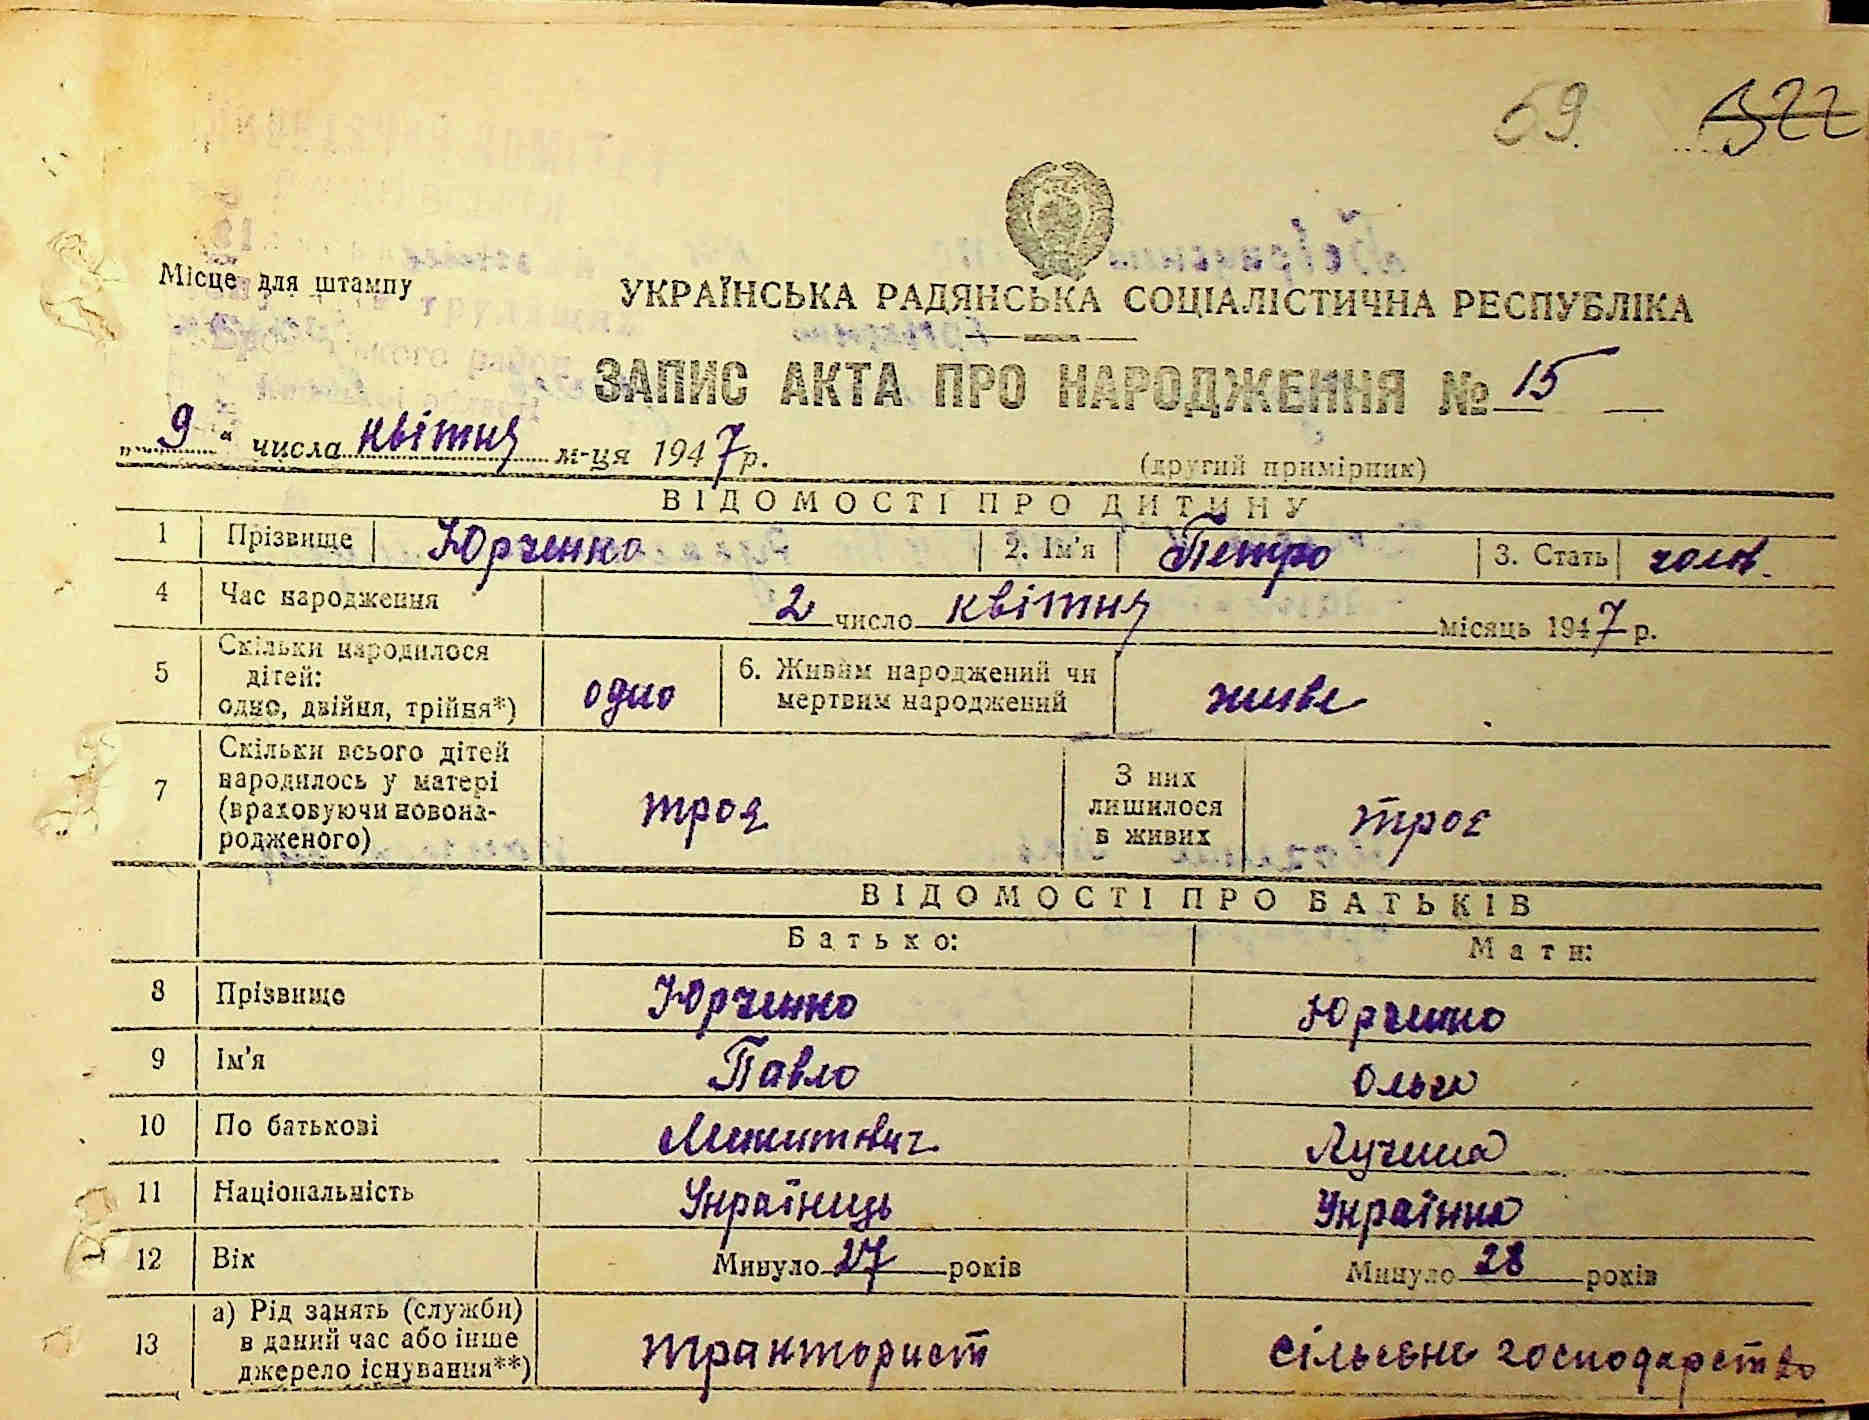 59. 322
Місце для штампу
УКРАЇНСЬКА РАДЯНСЬКА СОЦІАЛІСТИЧНА РЕСПУБЛІКА
ЗАПИС АКТА ПРО НАРОДЖЕННЯ № 15
„ 9 “ числа квітня м-ця 1947 р.
(другий примірник)
ВІДОМОСТІ ПРО ДИТИНУ
1 Прізвище Юрченко 2. Ім'я Петро 3. Стать чолов.
4 Час народження 2 число квітня місяць 1947 р.
5 Скільки народилося дітей: одно, двійня, трійня*) одно 6. Живим народжений чи мертвим народжений живе
7 Скільки всього дітей народилось у матері (враховуючи новонародженого) троя З них лишилося в живих троє
ВІДОМОСТІ ПРО БАТЬКІВ
Батько: Мати:
8 Прізвище Юрченко Юрченко
9 Ім'я Павло Ольга
10 По батькові
11 Національність Українець Українка
12 Вік Минуло 27 років Минуло 28 років
13 а) Рід занять (служби) в даний час або інше джерело існування**) тракторист сільське господарство